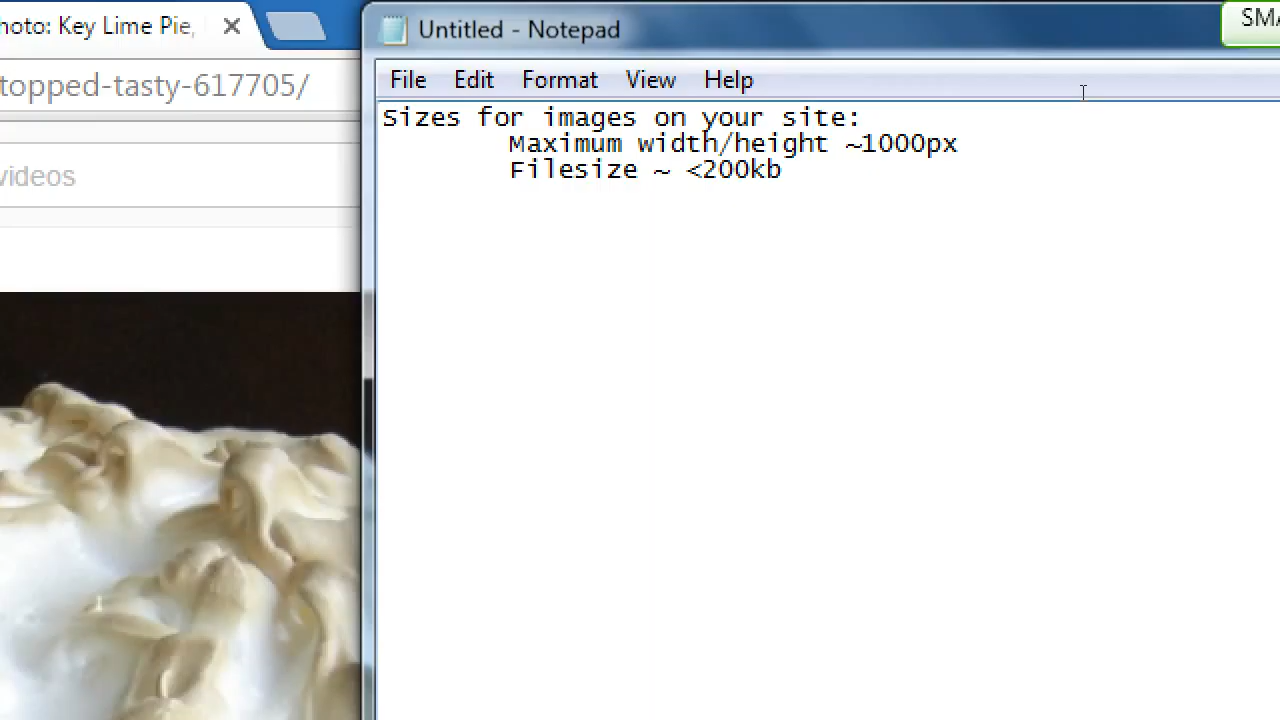 hoto: Key Lime Pie,
topped-tasty-617705/
videos
Untitled - Notepad
SMA
File Edit Format View Help
Sizes for images on your site:
Maximum width/height ~1000px
Filesize ~ <200kb